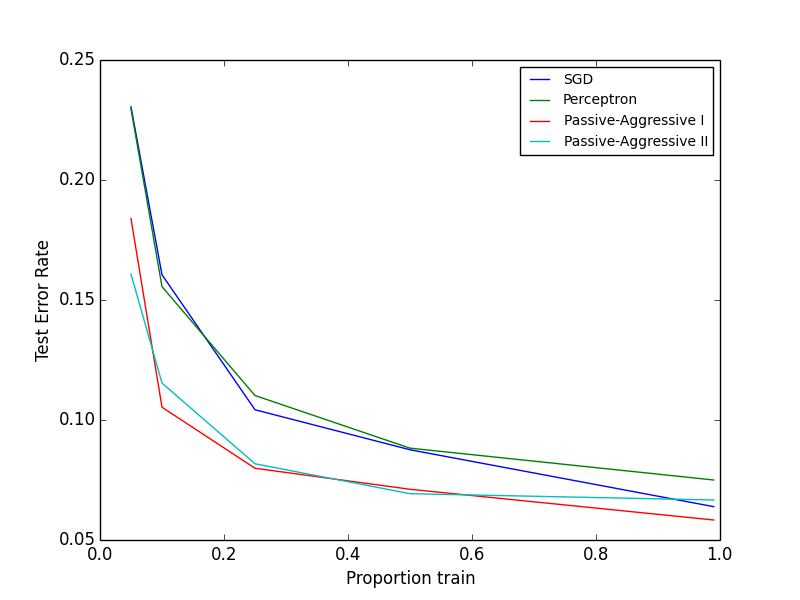 0.25
0.20
0.15
0.10
0.05
Test Error Rate
0.0 0.2 0.4 0.6 0.8 1.0
Proportion train
SGD
Perceptron
Passive-Aggressive I
Passive-Aggressive II